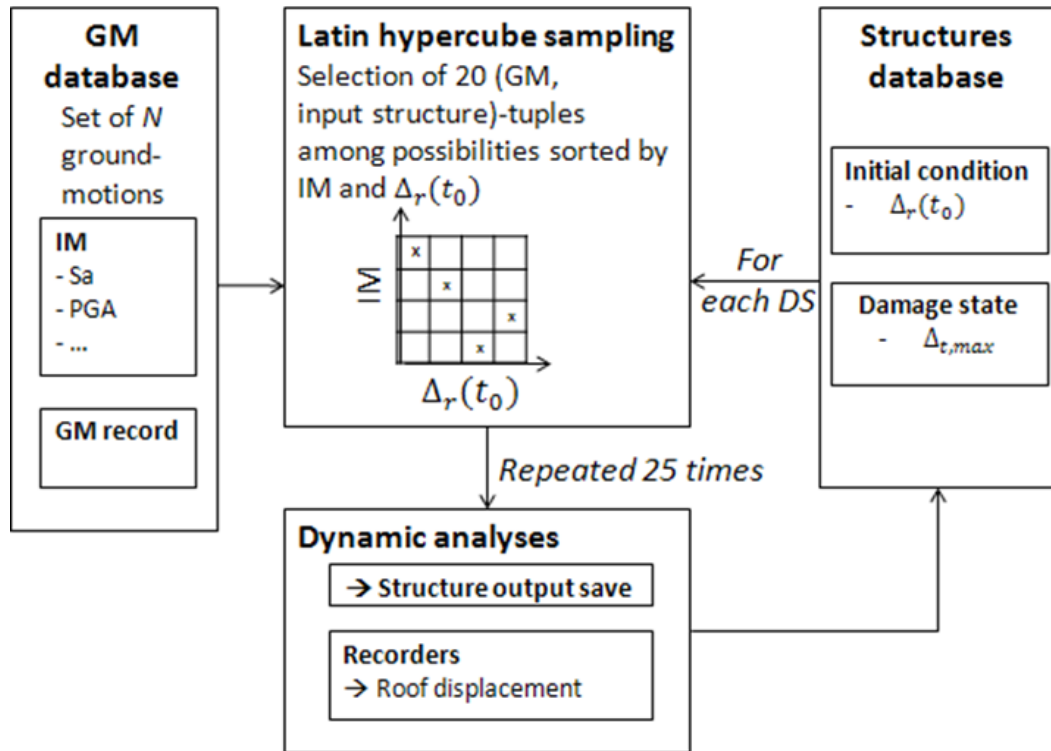 GM
database
Set of N
ground-
motions
IM
- Sa
- PGA
- ...
GM record
Latin hypercube sampling
Selection of 20 (GM,
input structure)-tuples
among possibilities sorted by
IM and Δr(t0)
x
x
x
x
IM
Δr(t0)
Repeated 25 times
Dynamic analyses
→ Structure output save
Recorders
→ Roof displacement
For
each DS
Structures
database
Initial condition
- Δr(t0)
Damage state
- Δt,max